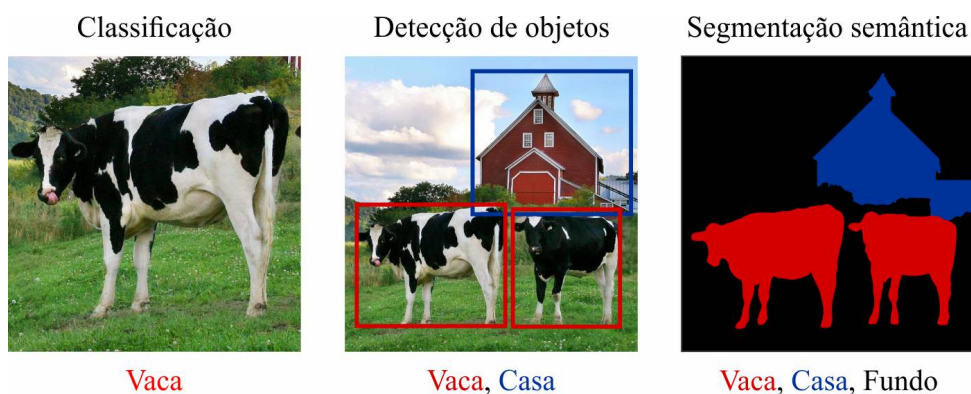 Classificação
Detecção de objetos
Segmentação semântica
Vaca
Vaca, Casa
Vaca, Casa, Fundo